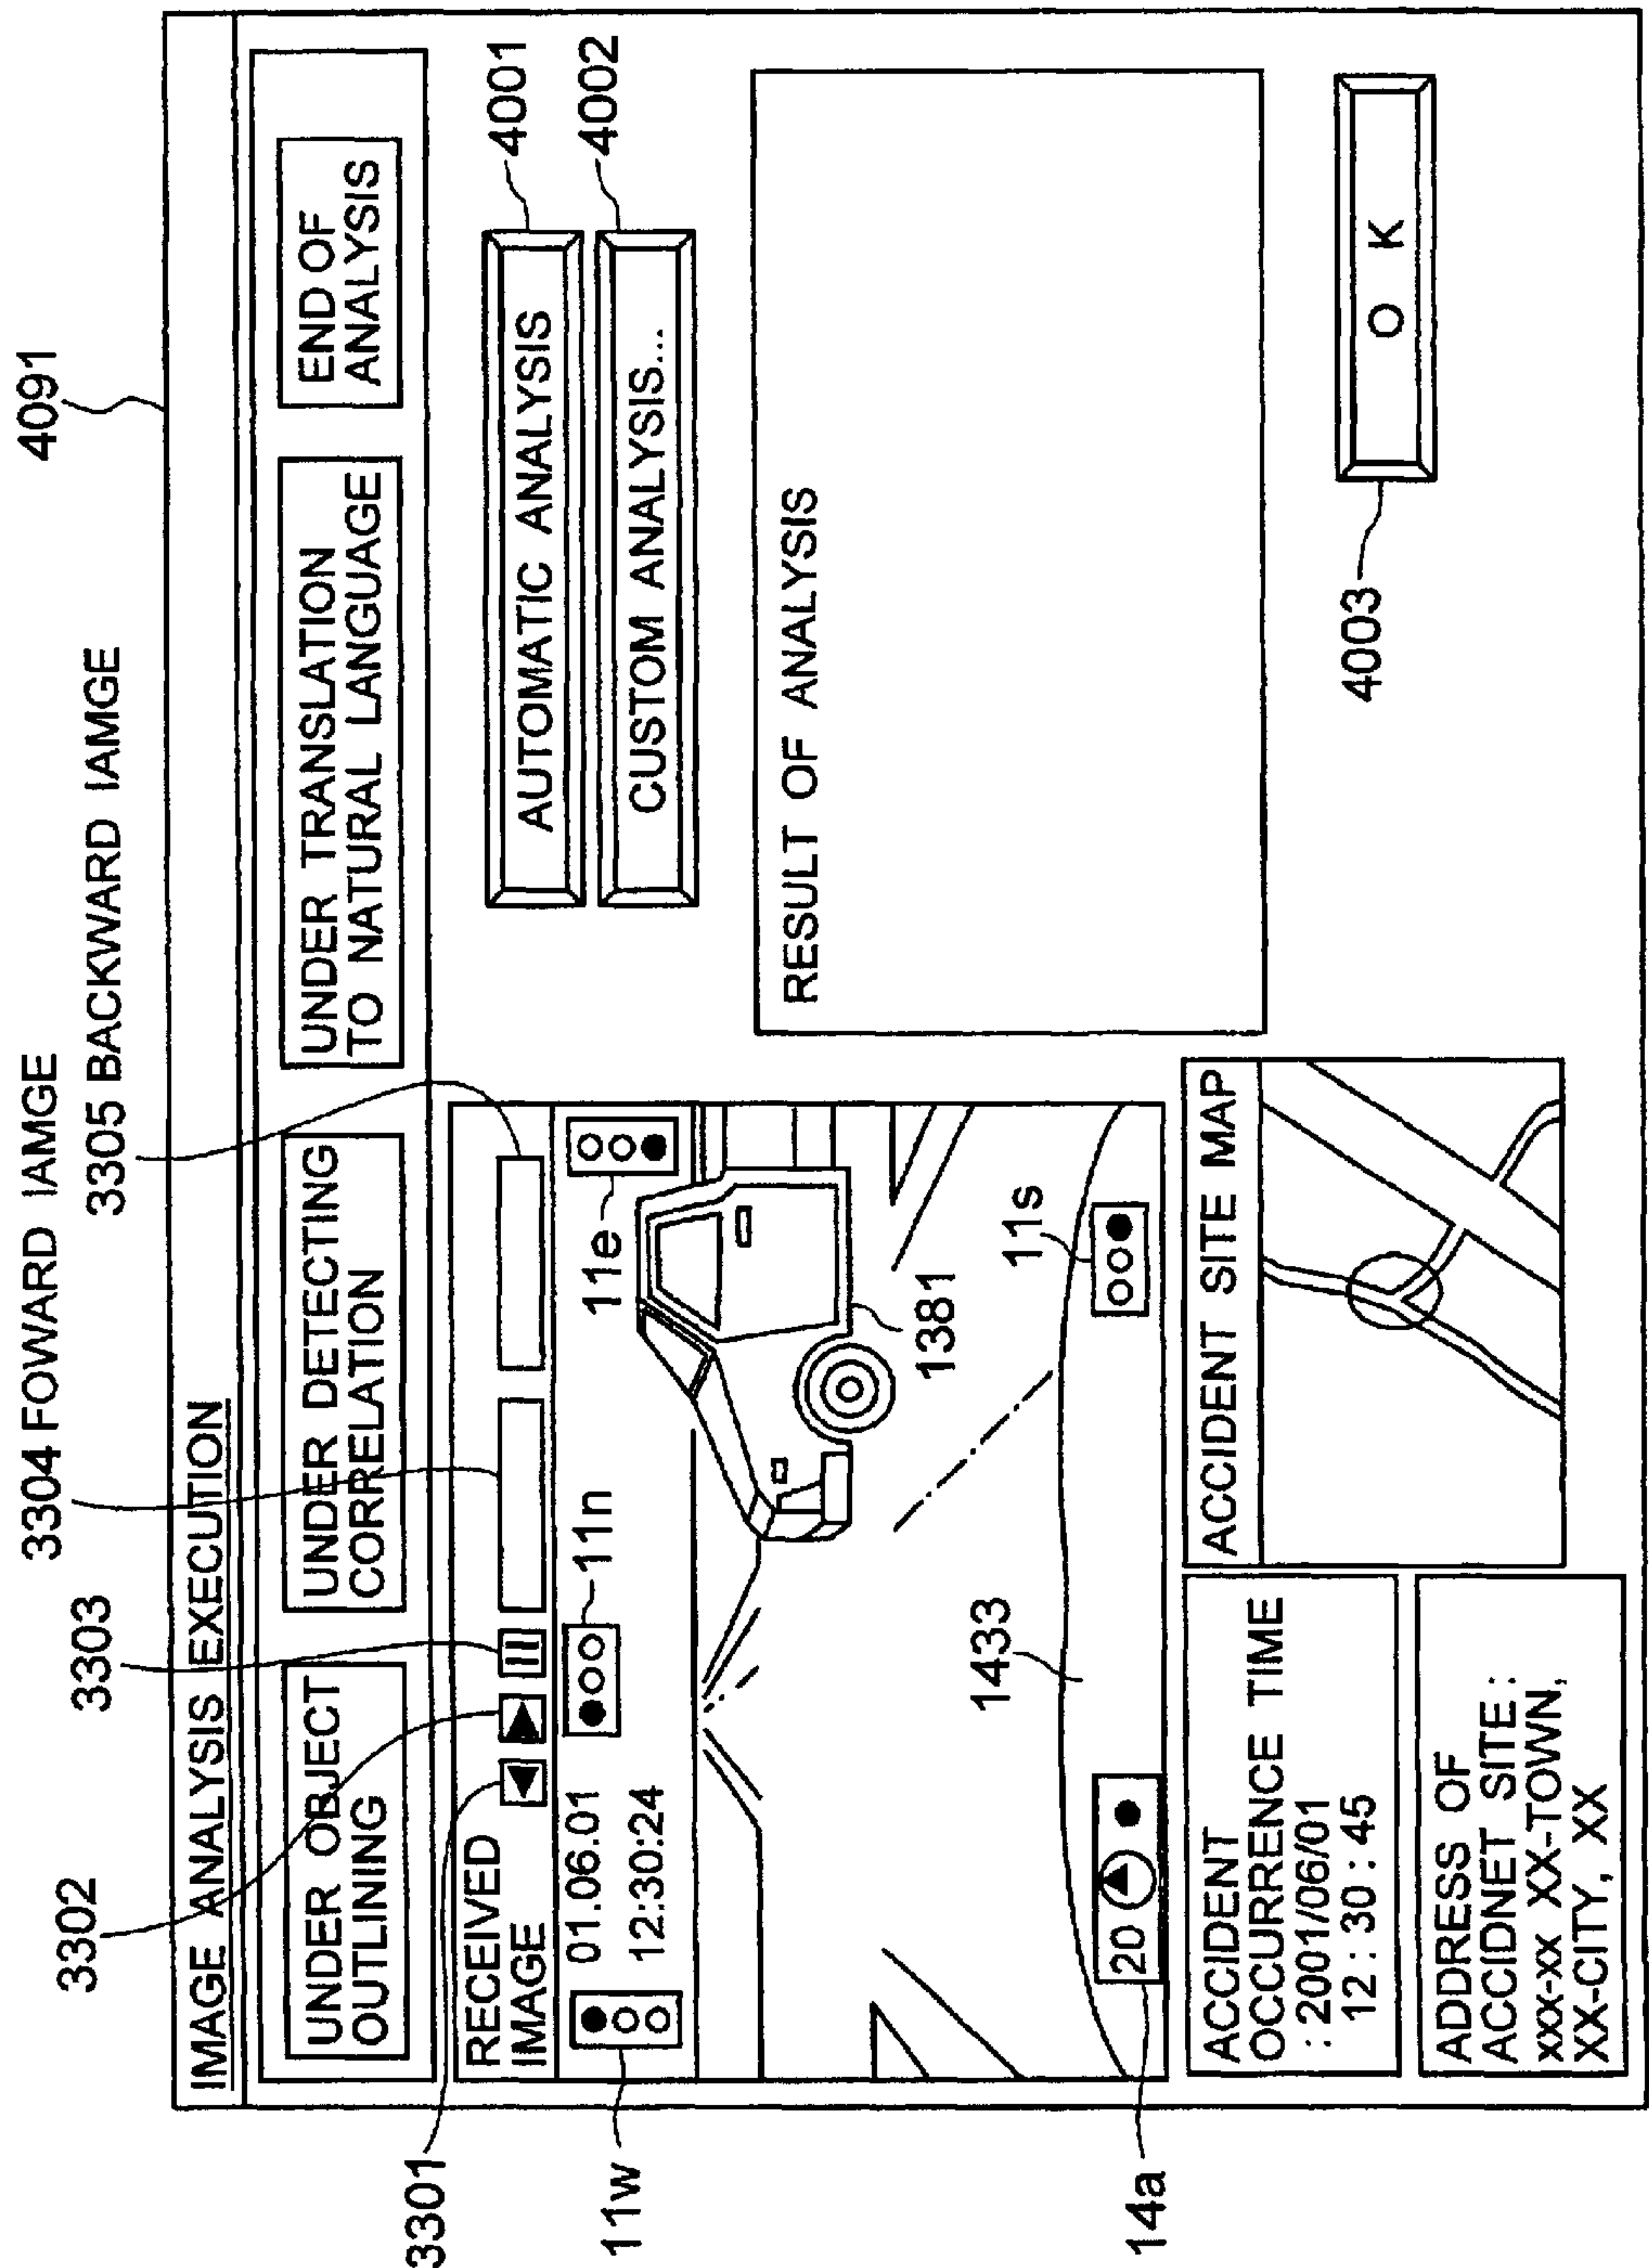 4091
3304 FOWARD IAMGE
3305 BACKWARD IAMGE
3303
3302
3301
IMAGE ANALYSIS EXECUTION
UNDER OBJECT
OUTLINING
UNDER DETECTING
CORRELATION
UNDER TRANSLATION
TO NATURAL LANGUAGE
END OF
ANALYSIS
RECEIVED
IMAGE
11w
01.06.01
12:30:24
11n
11e
1381
11s
1433
14a
20
AUTOMATIC ANALYSIS
4001
CUSTOM ANALYSIS...
4002
RESULT OF ANALYSIS
ACCIDENT
OCCURRENCE TIME
: 2001/06/01
12 : 30 : 45
ADDRESS OF
ACCIDNET SITE :
xxx-xx XX-TOWN,
XX-CITY, XX
ACCIDENT SITE MAP
4003
O K